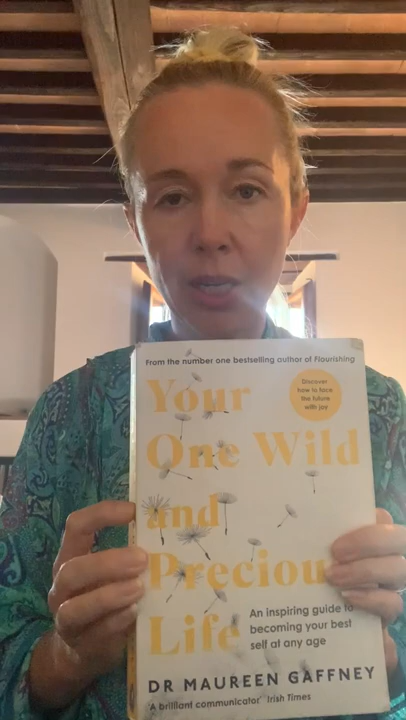 From the number one bestselling author of Flourishing
Your
One Wild
and
Precious
Life
Discover
how to face
the future
with joy
An inspiring guide to
becoming your best
self at any age
DR MAUREEN GAFFNEY
'A brilliant communicator' Irish Times